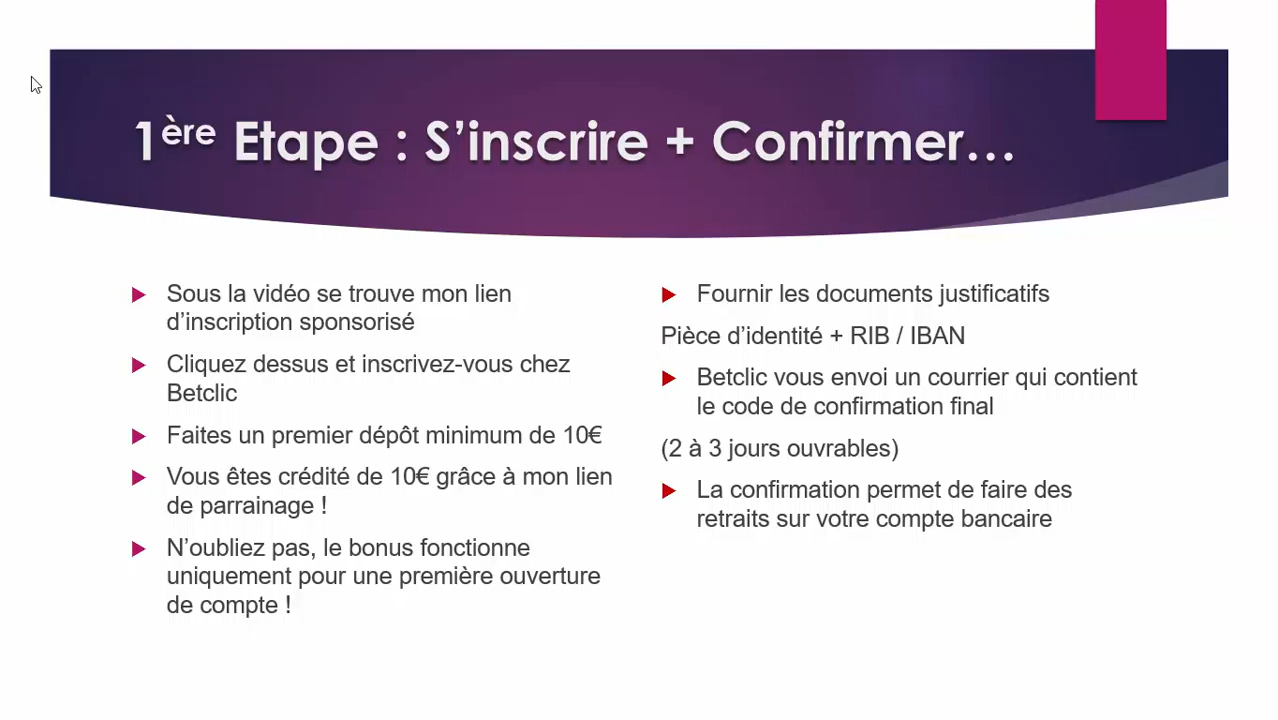 1ère Etape : S’inscrire + Confirmer…
Sous la vidéo se trouve mon lien
d’inscription sponsorisé
Cliquez dessus et inscrivez-vous chez
Betclic
Faites un premier dépôt minimum de 10€
Vous êtes crédité de 10€ grâce à mon lien
de parrainage !
N’oubliez pas, le bonus fonctionne
uniquement pour une première ouverture
de compte !
Fournir les documents justificatifs
Pièce d’identité + RIB / IBAN
Betclic vous envoi un courrier qui contient
le code de confirmation final
(2 à 3 jours ouvrables)
La confirmation permet de faire des
retraits sur votre compte bancaire